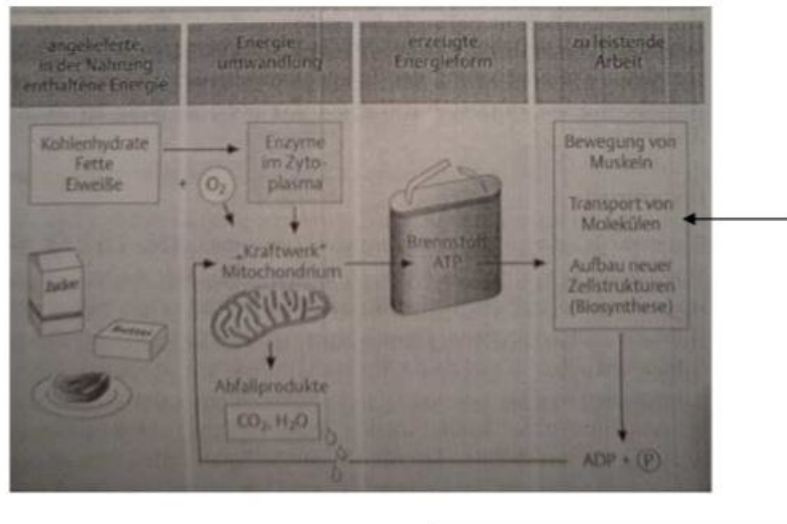 angelieferte,
in der Nahrung
enthaltene Energie
Energie-
umwandlung
erzeugte
Energieform
zu leistende
Arbeit
Kohlenhydrate
Fette
Eiweiße
+ O₂
Enzyme
im Zyto-
plasma
„Kraftwerk"
Mitochondrium
Brennstoff
ATP
Bewegung von
Muskeln
Transport von
Molekülen
Aufbau neuer
Zellstrukturen
(Biosynthese)
Zucker
Butter
Abfallprodukte
CO₂, H₂O
ADP + P